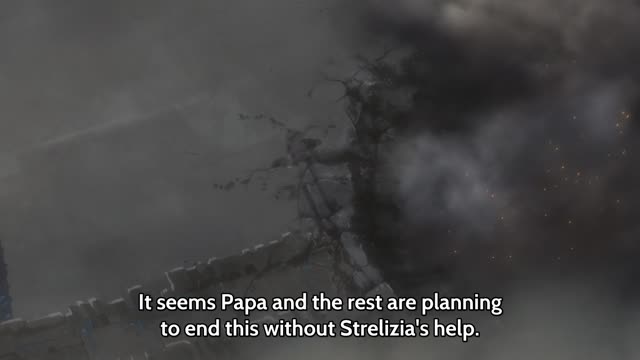 It seems Papa and the rest are planning
to end this without Strelizia's help.